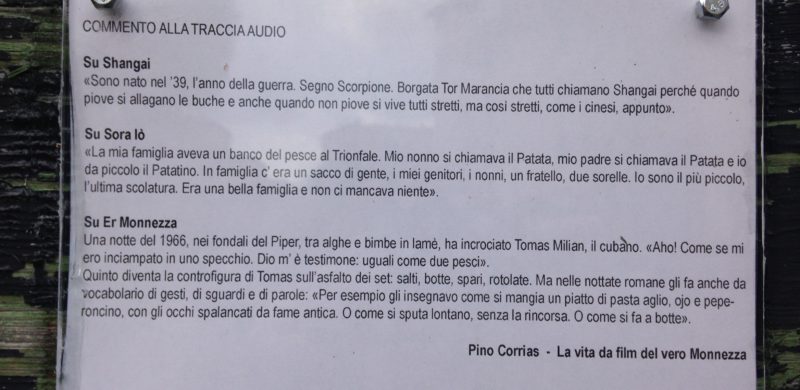 COMMENTO ALLA TRACCIA AUDIO
Su Shangai
«Sono nato nel '39, l'anno della guerra. Segno Scorpione. Borgata Tor Marancia che tutti chiamano Shangai perché quando
piove si allagano le buche e anche quando non piove si vive tutti stretti, ma così stretti, come i cinesi, appunto».
Su Sora Iò
«La mia famiglia aveva un banco del pesce al Trionfale. Mio nonno si chiamava il Patata, mio padre si chiamava il Patata e io
da piccolo il Patatino. In famiglia c' era un sacco di gente, i miei genitori, i nonni, un fratello, due sorelle. Io sono il più piccolo,
l'ultima scolatura. Era una bella famiglia e non ci mancava niente».
Su Er Monnezza
Una notte del 1966, nei fondali del Piper, tra alghe e bimbe in lamè, ha incrociato Tomas Milian, il cubano. «Aho! Come se mi
ero inciampato in uno specchio. Dio m' è testimone: uguali come due pesci».
Quinto diventa la controfigura di Tomas sull'asfalto dei set: salti, botte, spari, rotolate. Ma nelle nottate romane gli fa anche da
vocabolario di gesti, di sguardi e di parole: «Per esempio gli insegnavo come si mangia un piatto di pasta aglio, ojo e pepe-
roncino, con gli occhi spalancati da fame antica. O come si sputa lontano, senza la rincorsa. O come si fa a botte».
Pino Corrias - La vita da film del vero Monnezza